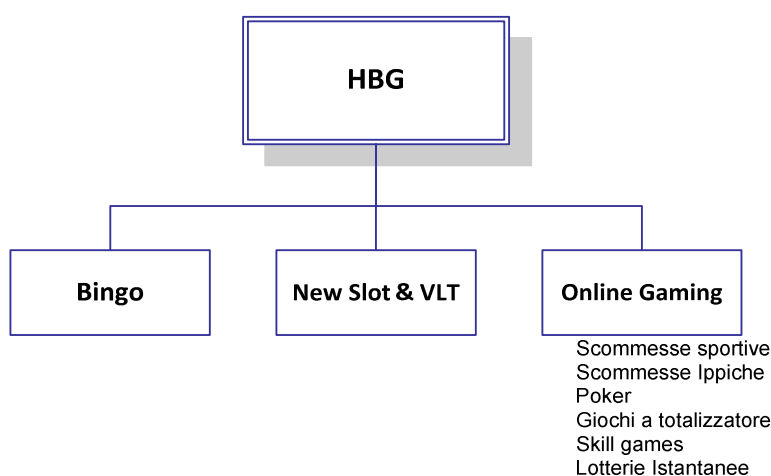 HBG
Bingo
New Slot & VLT
Online Gaming
Scommesse sportive
Scommesse Ippiche
Poker
Giochi a totalizzatore
Skill games
Lotterie Istantanee